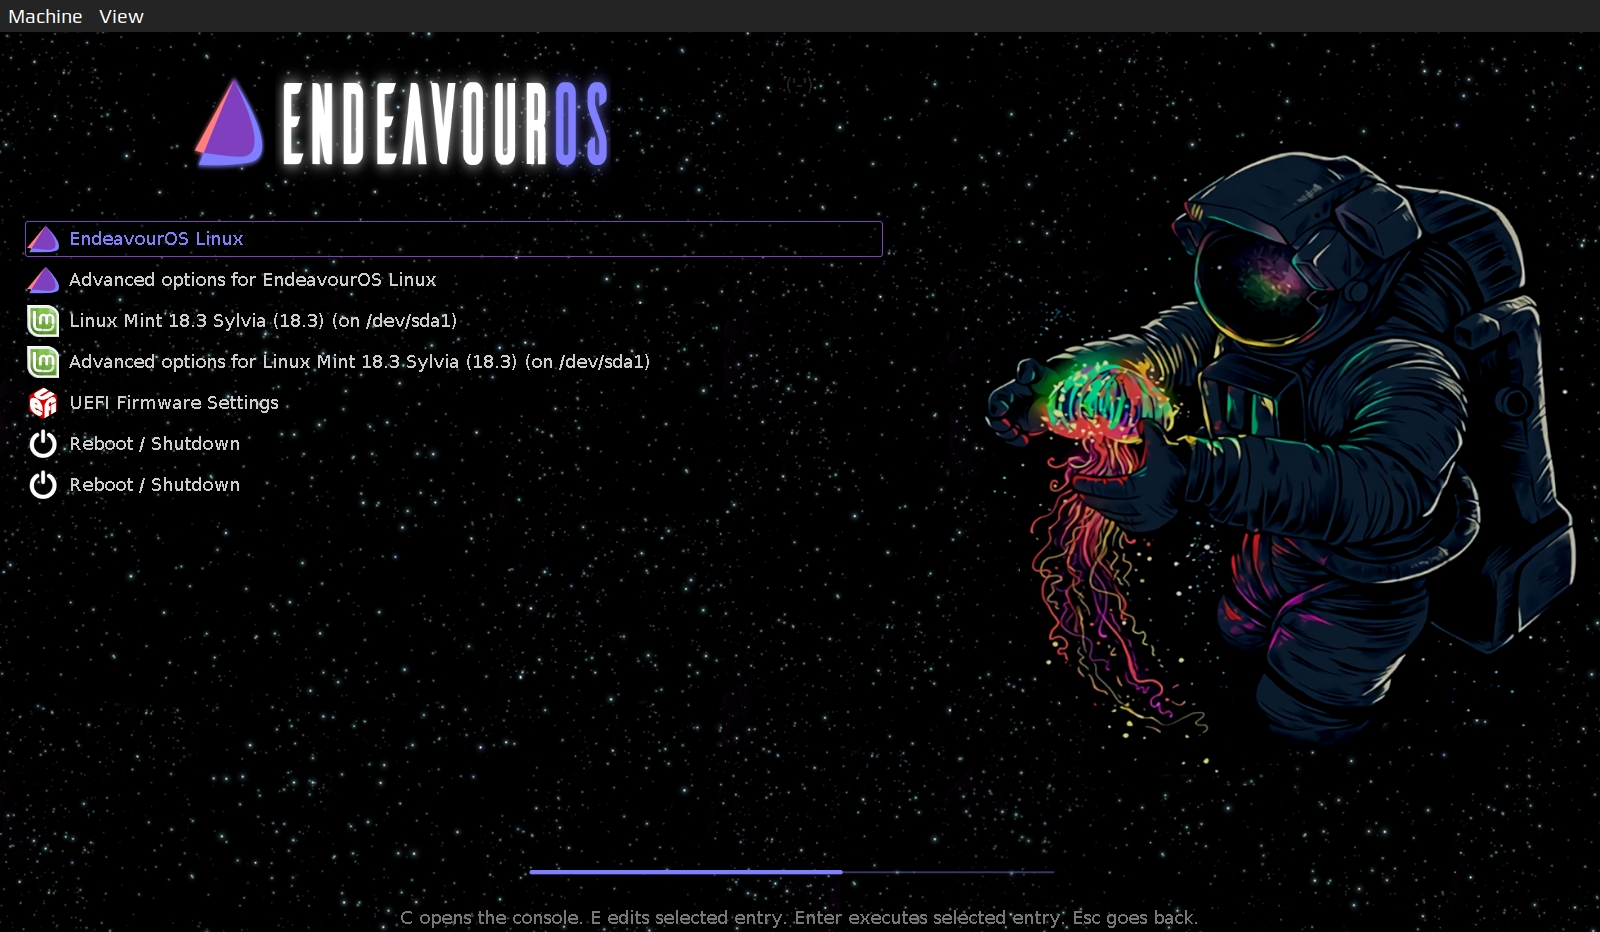 Machine View
ENDEAVOUROS
EndeavourOS Linux
Advanced options for EndeavourOS Linux
Linux Mint 18.3 Sylvia (18.3) (on /dev/sda1)
Advanced options for Linux Mint 18.3 Sylvia (18.3) (on /dev/sda1)
UEFI Firmware Settings
Reboot / Shutdown
Reboot / Shutdown
C opens the console. E edits selected entry. Enter executes selected entry. Esc goes back.